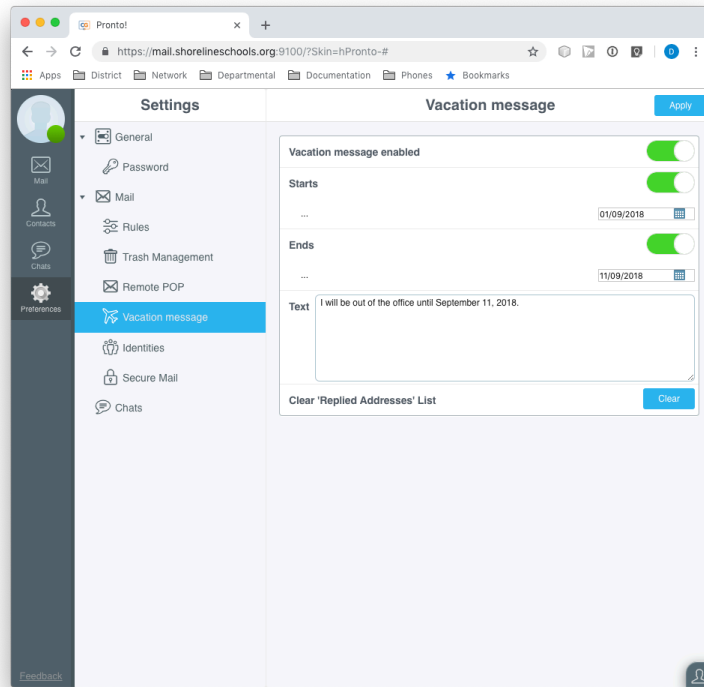 Pronto!
https://mail.shorelineschools.org:9100/?Skin=hPronto-#
D
Apps District Network Departmental Documentation Phones Bookmarks
Settings
Vacation message
Apply
Mail
Contacts
Chats
Preferences
Feedback
General
Password
Mail
Rules
Trash Management
Remote POP
Vacation message
Identities
Secure Mail
Chats
Vacation message enabled
Starts
... 01/09/2018
Ends
... 11/09/2018
Text I will be out of the office until September 11, 2018.
Clear 'Replied Addresses' List Clear